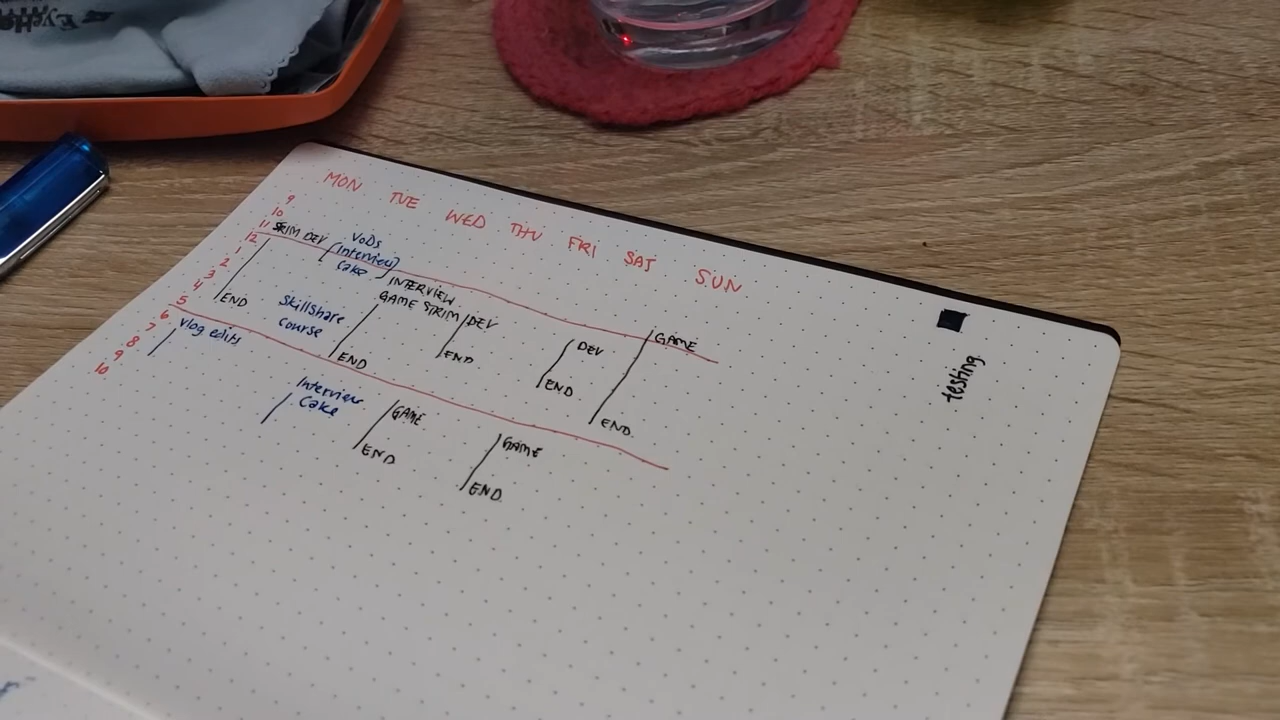 MON TUE WED THU FRI SAT SUN
9
10
11
12
1
2
3
4
5
6
7
8
9
10
STRIM DEV
END
VoDs
(Interview)
Cake
Skillshare
course
INTERVIEW
GAME STRIM
END
DEV
END
DEV
END
GAME
END
Vlog edits
Interview
Cake
GAME
END
GAME
END
testing